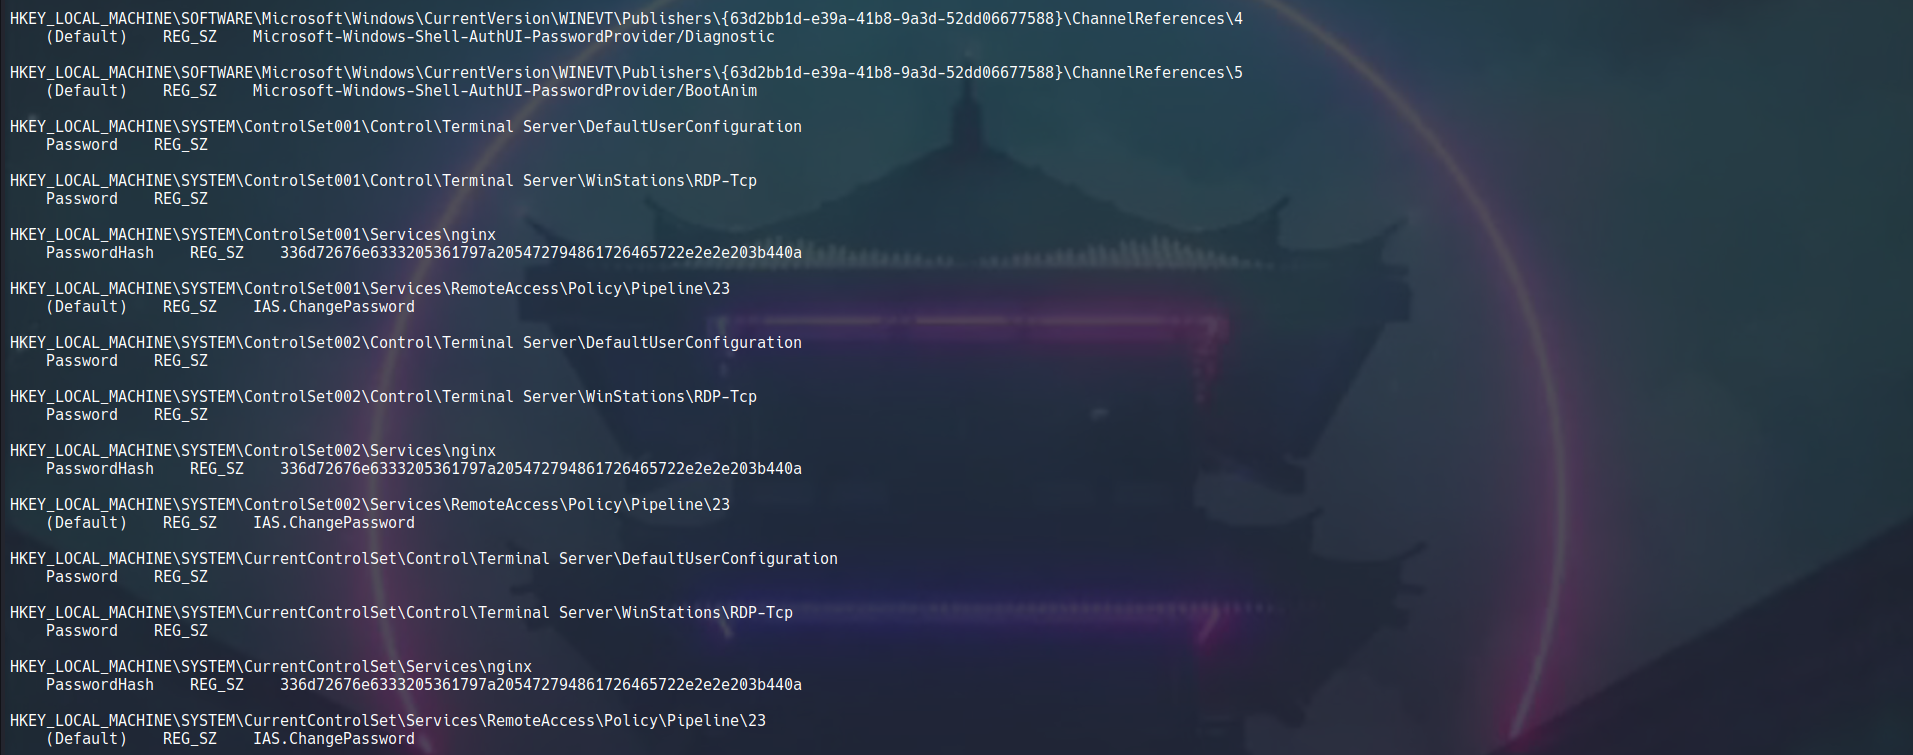 HKEY_LOCAL_MACHINE\SOFTWARE\Microsoft\Windows\CurrentVersion\WINEVT\Publishers\{63d2bb1d-e39a-41b8-9a3d-52dd06677588}\ChannelReferences\4
    (Default)    REG_SZ    Microsoft-Windows-Shell-AuthUI-PasswordProvider/Diagnostic

HKEY_LOCAL_MACHINE\SOFTWARE\Microsoft\Windows\CurrentVersion\WINEVT\Publishers\{63d2bb1d-e39a-41b8-9a3d-52dd06677588}\ChannelReferences\5
    (Default)    REG_SZ    Microsoft-Windows-Shell-AuthUI-PasswordProvider/BootAnim

HKEY_LOCAL_MACHINE\SYSTEM\ControlSet001\Control\Terminal Server\DefaultUserConfiguration
    Password    REG_SZ

HKEY_LOCAL_MACHINE\SYSTEM\ControlSet001\Control\Terminal Server\WinStations\RDP-Tcp
    Password    REG_SZ

HKEY_LOCAL_MACHINE\SYSTEM\ControlSet001\Services\nginx
    PasswordHash    REG_SZ    336d72676e6333205361797a205472794861726465722e2e2e203b440a

HKEY_LOCAL_MACHINE\SYSTEM\ControlSet001\Services\RemoteAccess\Policy\Pipeline\23
    (Default)    REG_SZ    IAS.ChangePassword

HKEY_LOCAL_MACHINE\SYSTEM\ControlSet002\Control\Terminal Server\DefaultUserConfiguration
    Password    REG_SZ

HKEY_LOCAL_MACHINE\SYSTEM\ControlSet002\Control\Terminal Server\WinStations\RDP-Tcp
    Password    REG_SZ

HKEY_LOCAL_MACHINE\SYSTEM\ControlSet002\Services\nginx
    PasswordHash    REG_SZ    336d72676e6333205361797a205472794861726465722e2e2e203b440a

HKEY_LOCAL_MACHINE\SYSTEM\ControlSet002\Services\RemoteAccess\Policy\Pipeline\23
    (Default)    REG_SZ    IAS.ChangePassword

HKEY_LOCAL_MACHINE\SYSTEM\CurrentControlSet\Control\Terminal Server\DefaultUserConfiguration
    Password    REG_SZ

HKEY_LOCAL_MACHINE\SYSTEM\CurrentControlSet\Control\Terminal Server\WinStations\RDP-Tcp
    Password    REG_SZ

HKEY_LOCAL_MACHINE\SYSTEM\CurrentControlSet\Services\nginx
    PasswordHash    REG_SZ    336d72676e6333205361797a205472794861726465722e2e2e203b440a

HKEY_LOCAL_MACHINE\SYSTEM\CurrentControlSet\Services\RemoteAccess\Policy\Pipeline\23
    (Default)    REG_SZ    IAS.ChangePassword